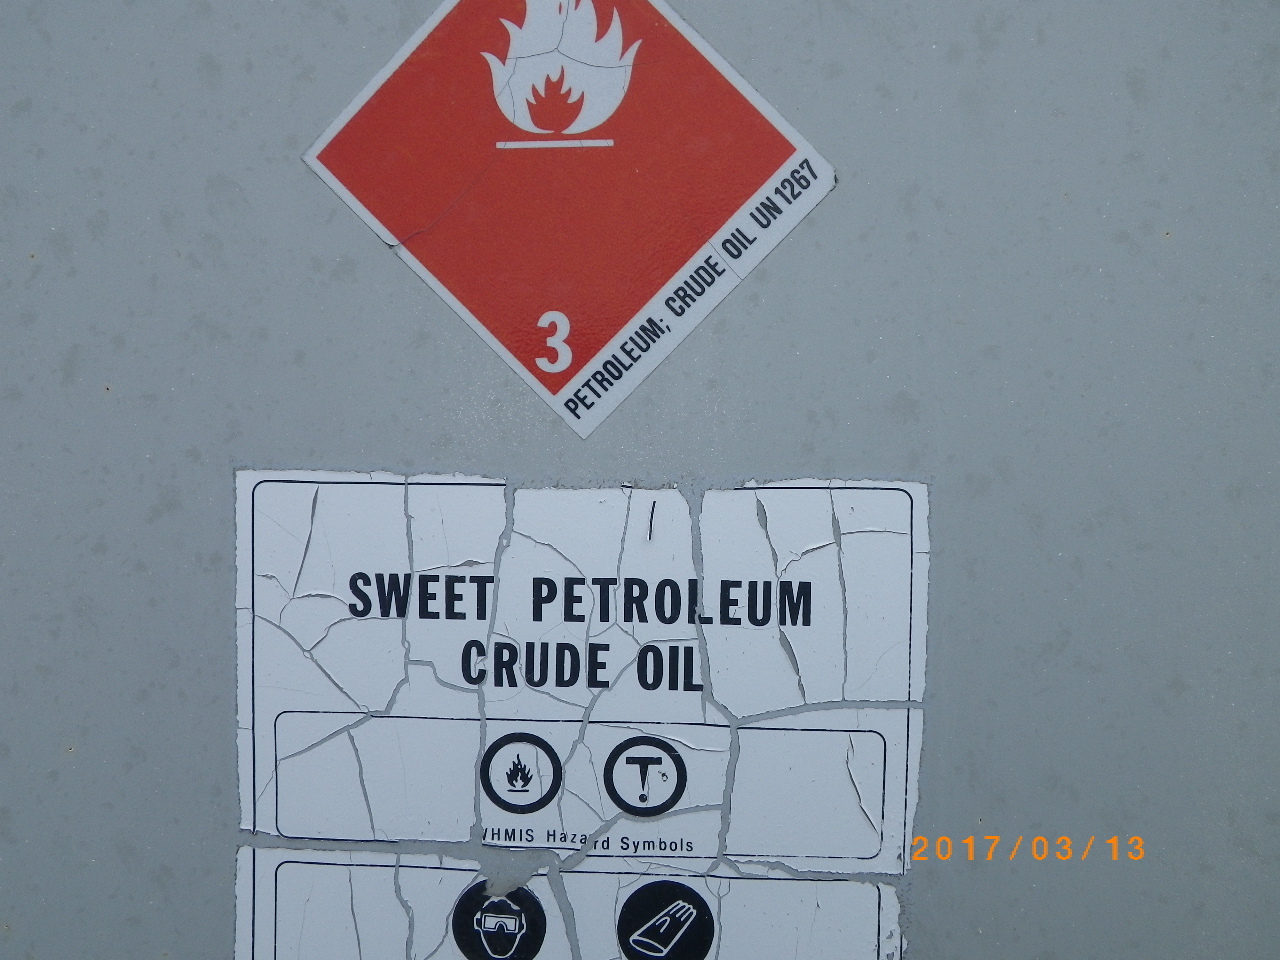 3
PETROLEUM; CRUDE OIL UN1267
SWEET PETROLEUM
CRUDE OIL
WHMIS Hazard Symbols
2017/03/13